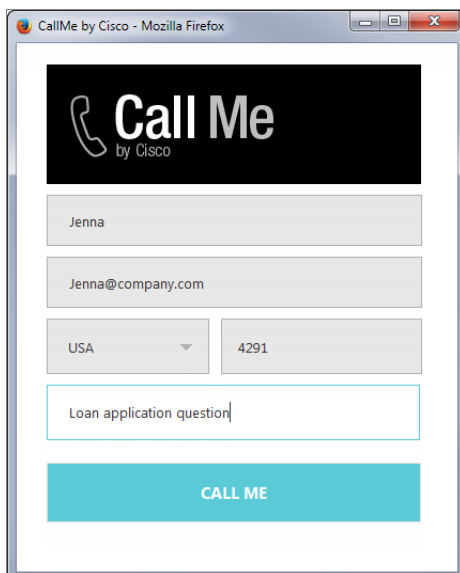 CallMe by Cisco - Mozilla Firefox
Call Me
by Cisco
Jenna
Jenna@company.com
USA 4291
Loan application question
CALL ME